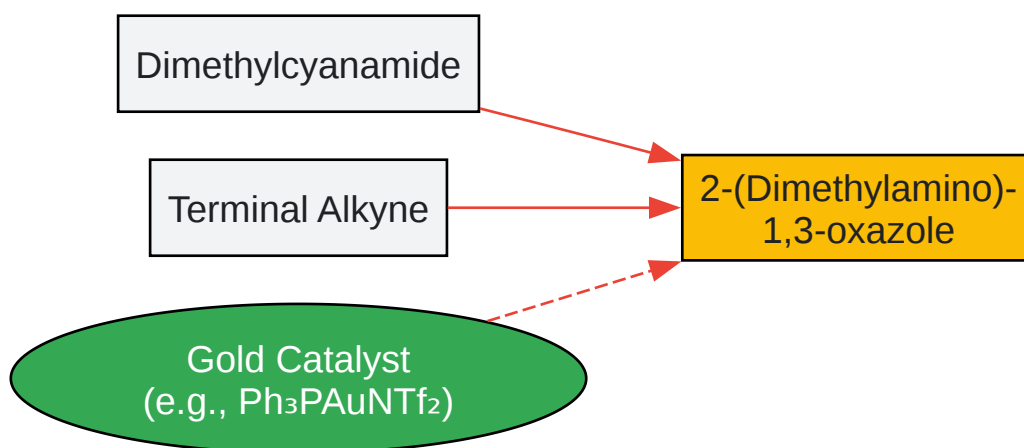 Dimethylcyanamide
Terminal Alkyne
2-(Dimethylamino)-
1,3-oxazole
Gold Catalyst
(e.g., Ph₃PAuNTf₂)